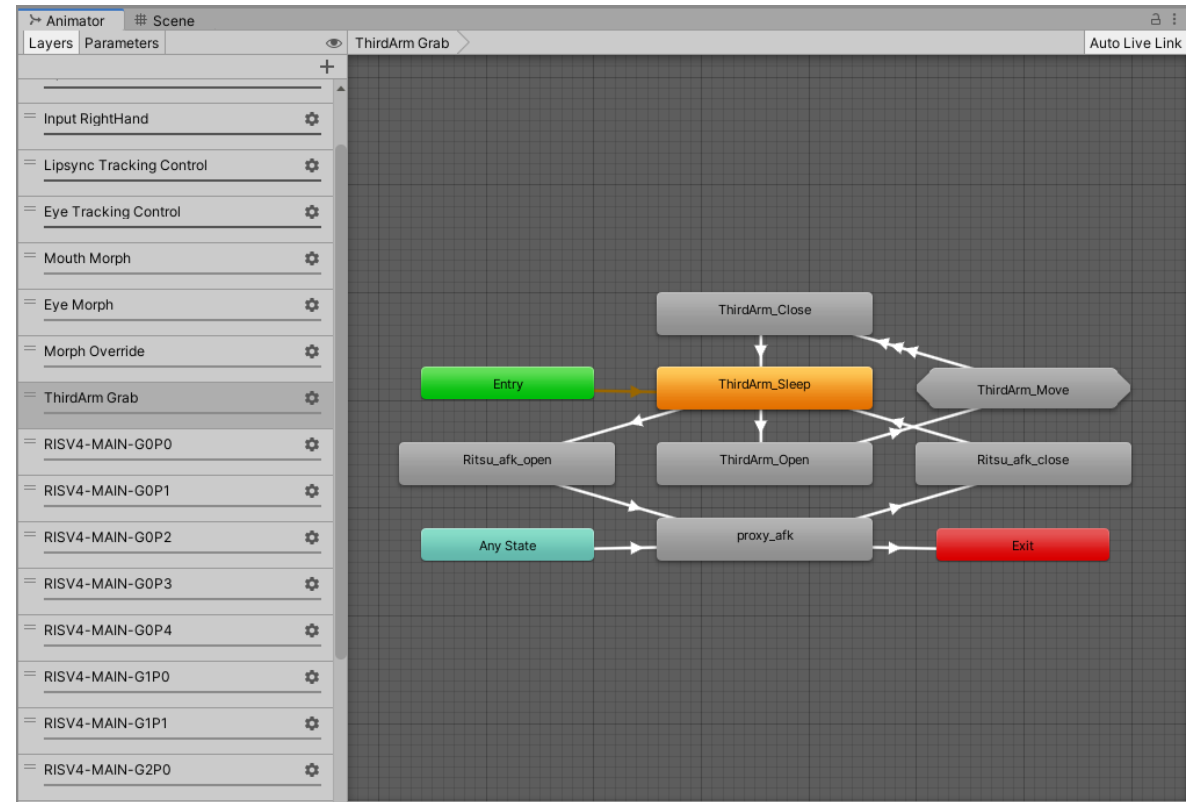 Animator
Scene
Layers Parameters
ThirdArm Grab
Auto Live Link
Input RightHand
Lipsync Tracking Control
Eye Tracking Control
Mouth Morph
Eye Morph
Morph Override
ThirdArm Grab
RISV4-MAIN-G0P0
RISV4-MAIN-G0P1
RISV4-MAIN-G0P2
RISV4-MAIN-G0P3
RISV4-MAIN-G0P4
RISV4-MAIN-G1P0
RISV4-MAIN-G1P1
RISV4-MAIN-G2P0
ThirdArm_Close
Entry
ThirdArm_Sleep
ThirdArm_Move
Ritsu_afk_open
ThirdArm_Open
Ritsu_afk_close
Any State
proxy_afk
Exit